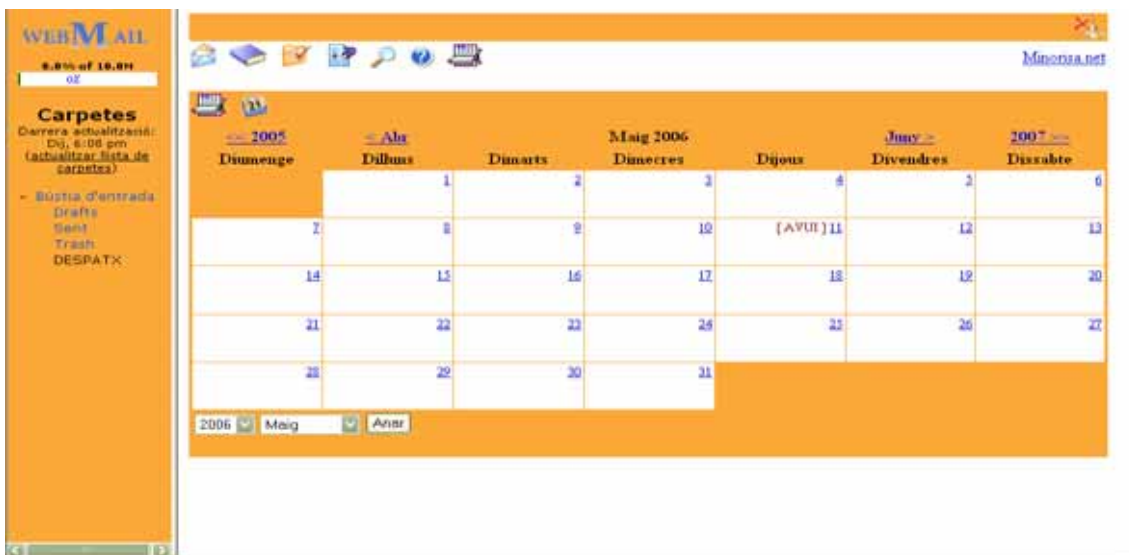 WEBMAIL
0.0% of 10.0M
0%
Carpetes
Darrera actualització:
Dij, 6:08 pm
(actualitzar llista de
carpetes)
- Bústia d'entrada
Drafts
Sent
Trash
DESPATX
Minorisa.net
<< 2005 < Abr Maig 2006 Juny > 2007 >>
Diumenge Dilluns Dimarts Dimecres Dijous Divendres Dissabte
1 2 3 4 5 6
7 8 9 10 [AVUI]11 12 13
14 15 16 17 18 19 20
21 22 23 24 25 26 27
28 29 30 31
2006 Maig Anar